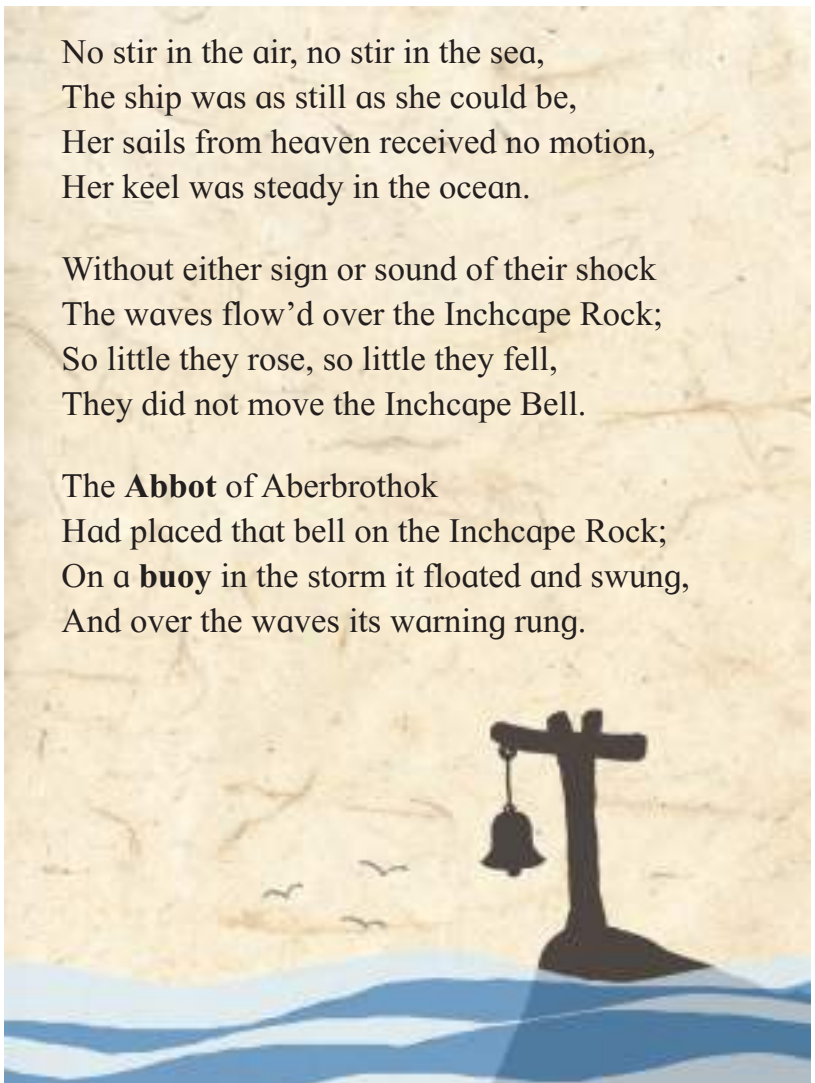 No stir in the air, no stir in the sea,
The ship was as still as she could be,
Her sails from heaven received no motion,
Her keel was steady in the ocean.
Without either sign or sound of their shock
The waves flow’d over the Inchcape Rock;
So little they rose, so little they fell,
They did not move the Inchcape Bell.
The Abbot of Aberbrothok
Had placed that bell on the Inchcape Rock;
On a buoy in the storm it floated and swung,
And over the waves its warning rung.